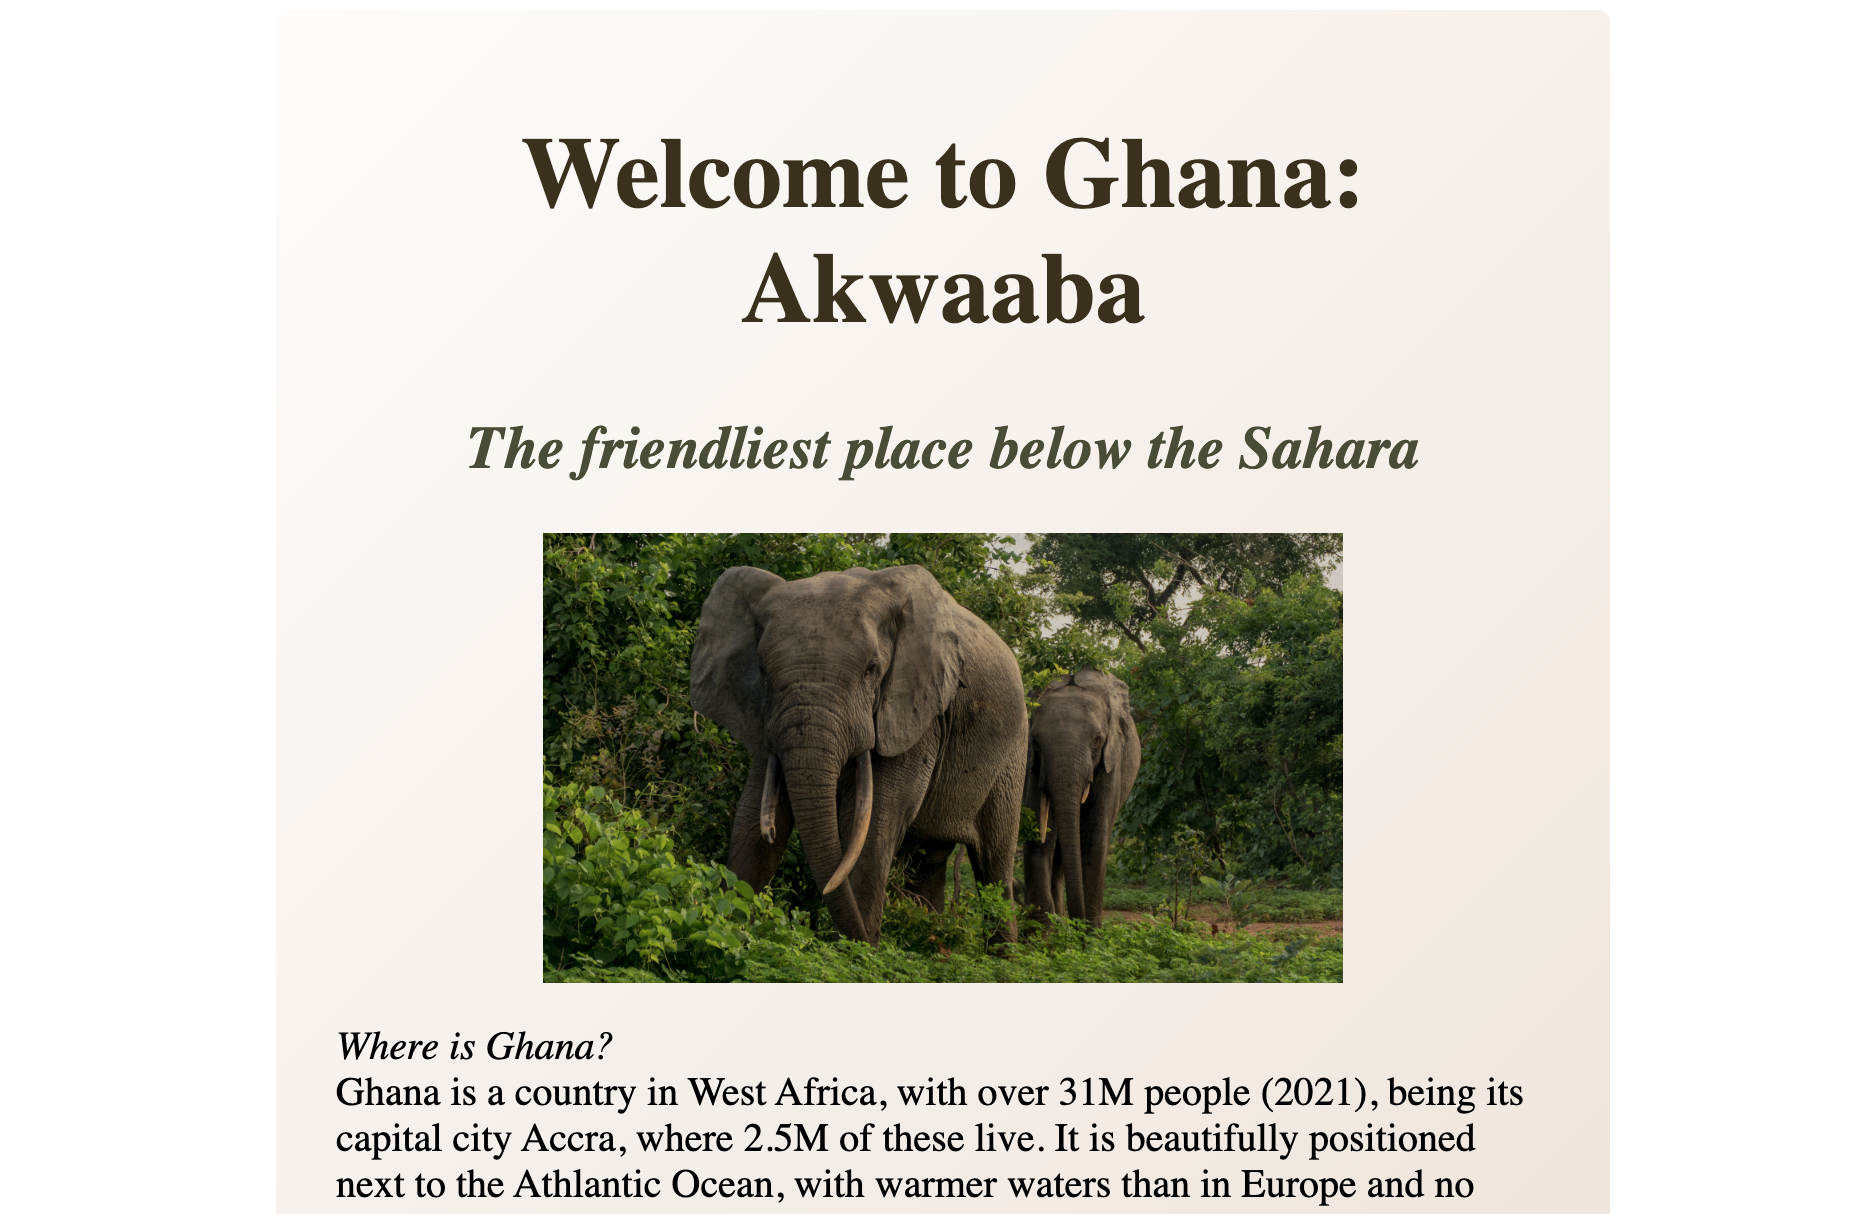 Welcome to Ghana:
Akwaaba
The friendliest place below the Sahara
Where is Ghana?
Ghana is a country in West Africa, with over 31M people (2021), being its
capital city Accra, where 2.5M of these live. It is beautifully positioned
next to the Athlantic Ocean, with warmer waters than in Europe and no